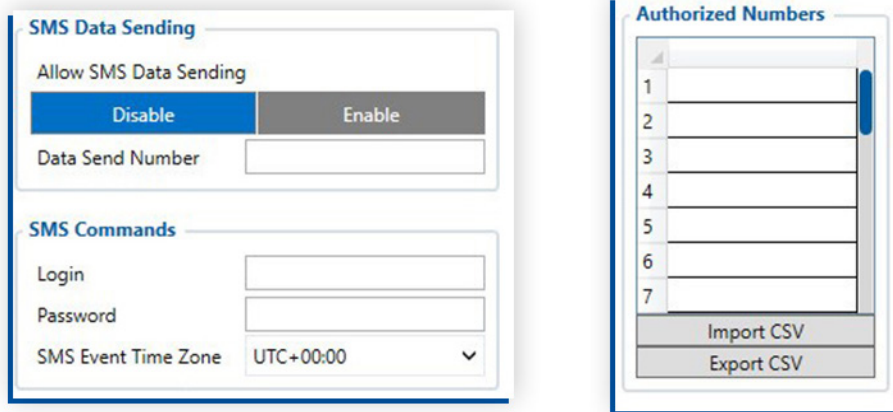 SMS Data Sending
Allow SMS Data Sending
Disable Enable
Data Send Number
SMS Commands
Login
Password
SMS Event Time Zone UTC+00:00
Authorized Numbers
1
2
3
4
5
6
7
Import CSV
Export CSV